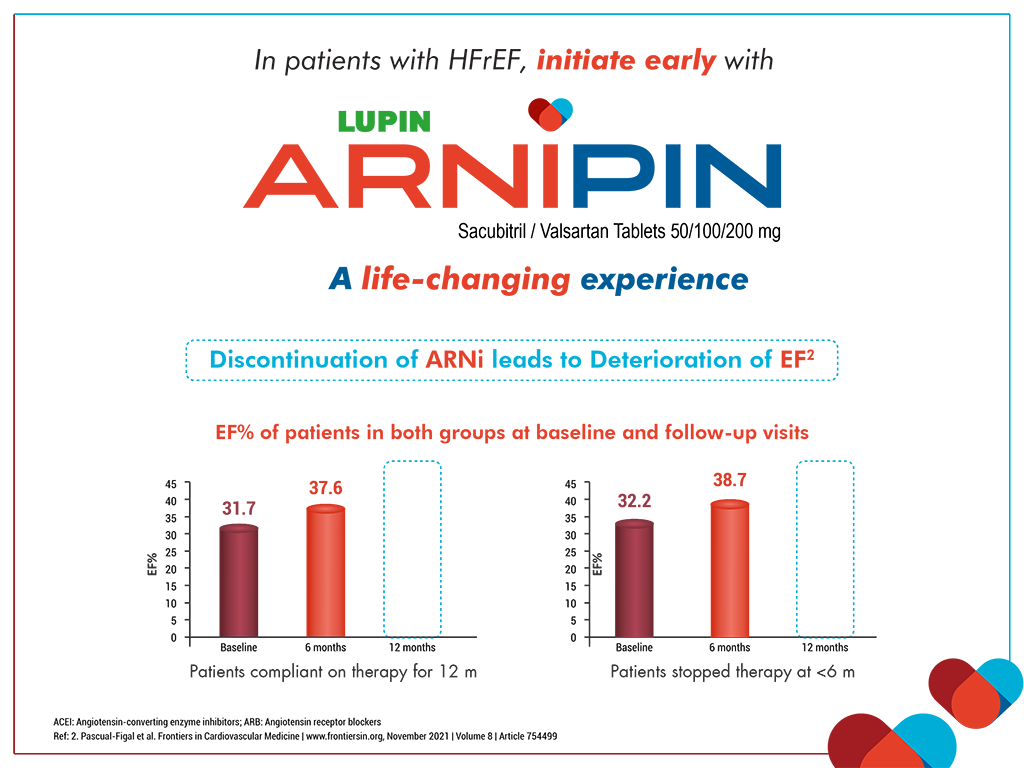 In patients with HFrEF, initiate early with
LUPIN
ARNiPIN
Sacubitril / Valsartan Tablets 50/100/200 mg
A life-changing experience
Discontinuation of ARNi leads to Deterioration of EF²
EF% of patients in both groups at baseline and follow-up visits
45
40
35
30
25
20
15
10
5
0
EF%
31.7
37.6
Baseline
6 months
12 months
Patients compliant on therapy for 12 m
45
40
35
30
25
20
15
10
5
0
EF%
32.2
38.7
Baseline
6 months
12 months
Patients stopped therapy at <6 m
ACEI: Angiotensin-converting enzyme inhibitors; ARB: Angiotensin receptor blockers
Ref: 2. Pascual-Figal et al. Frontiers in Cardiovascular Medicine | www.frontiersin.org, November 2021 | Volume 8 | Article 754499